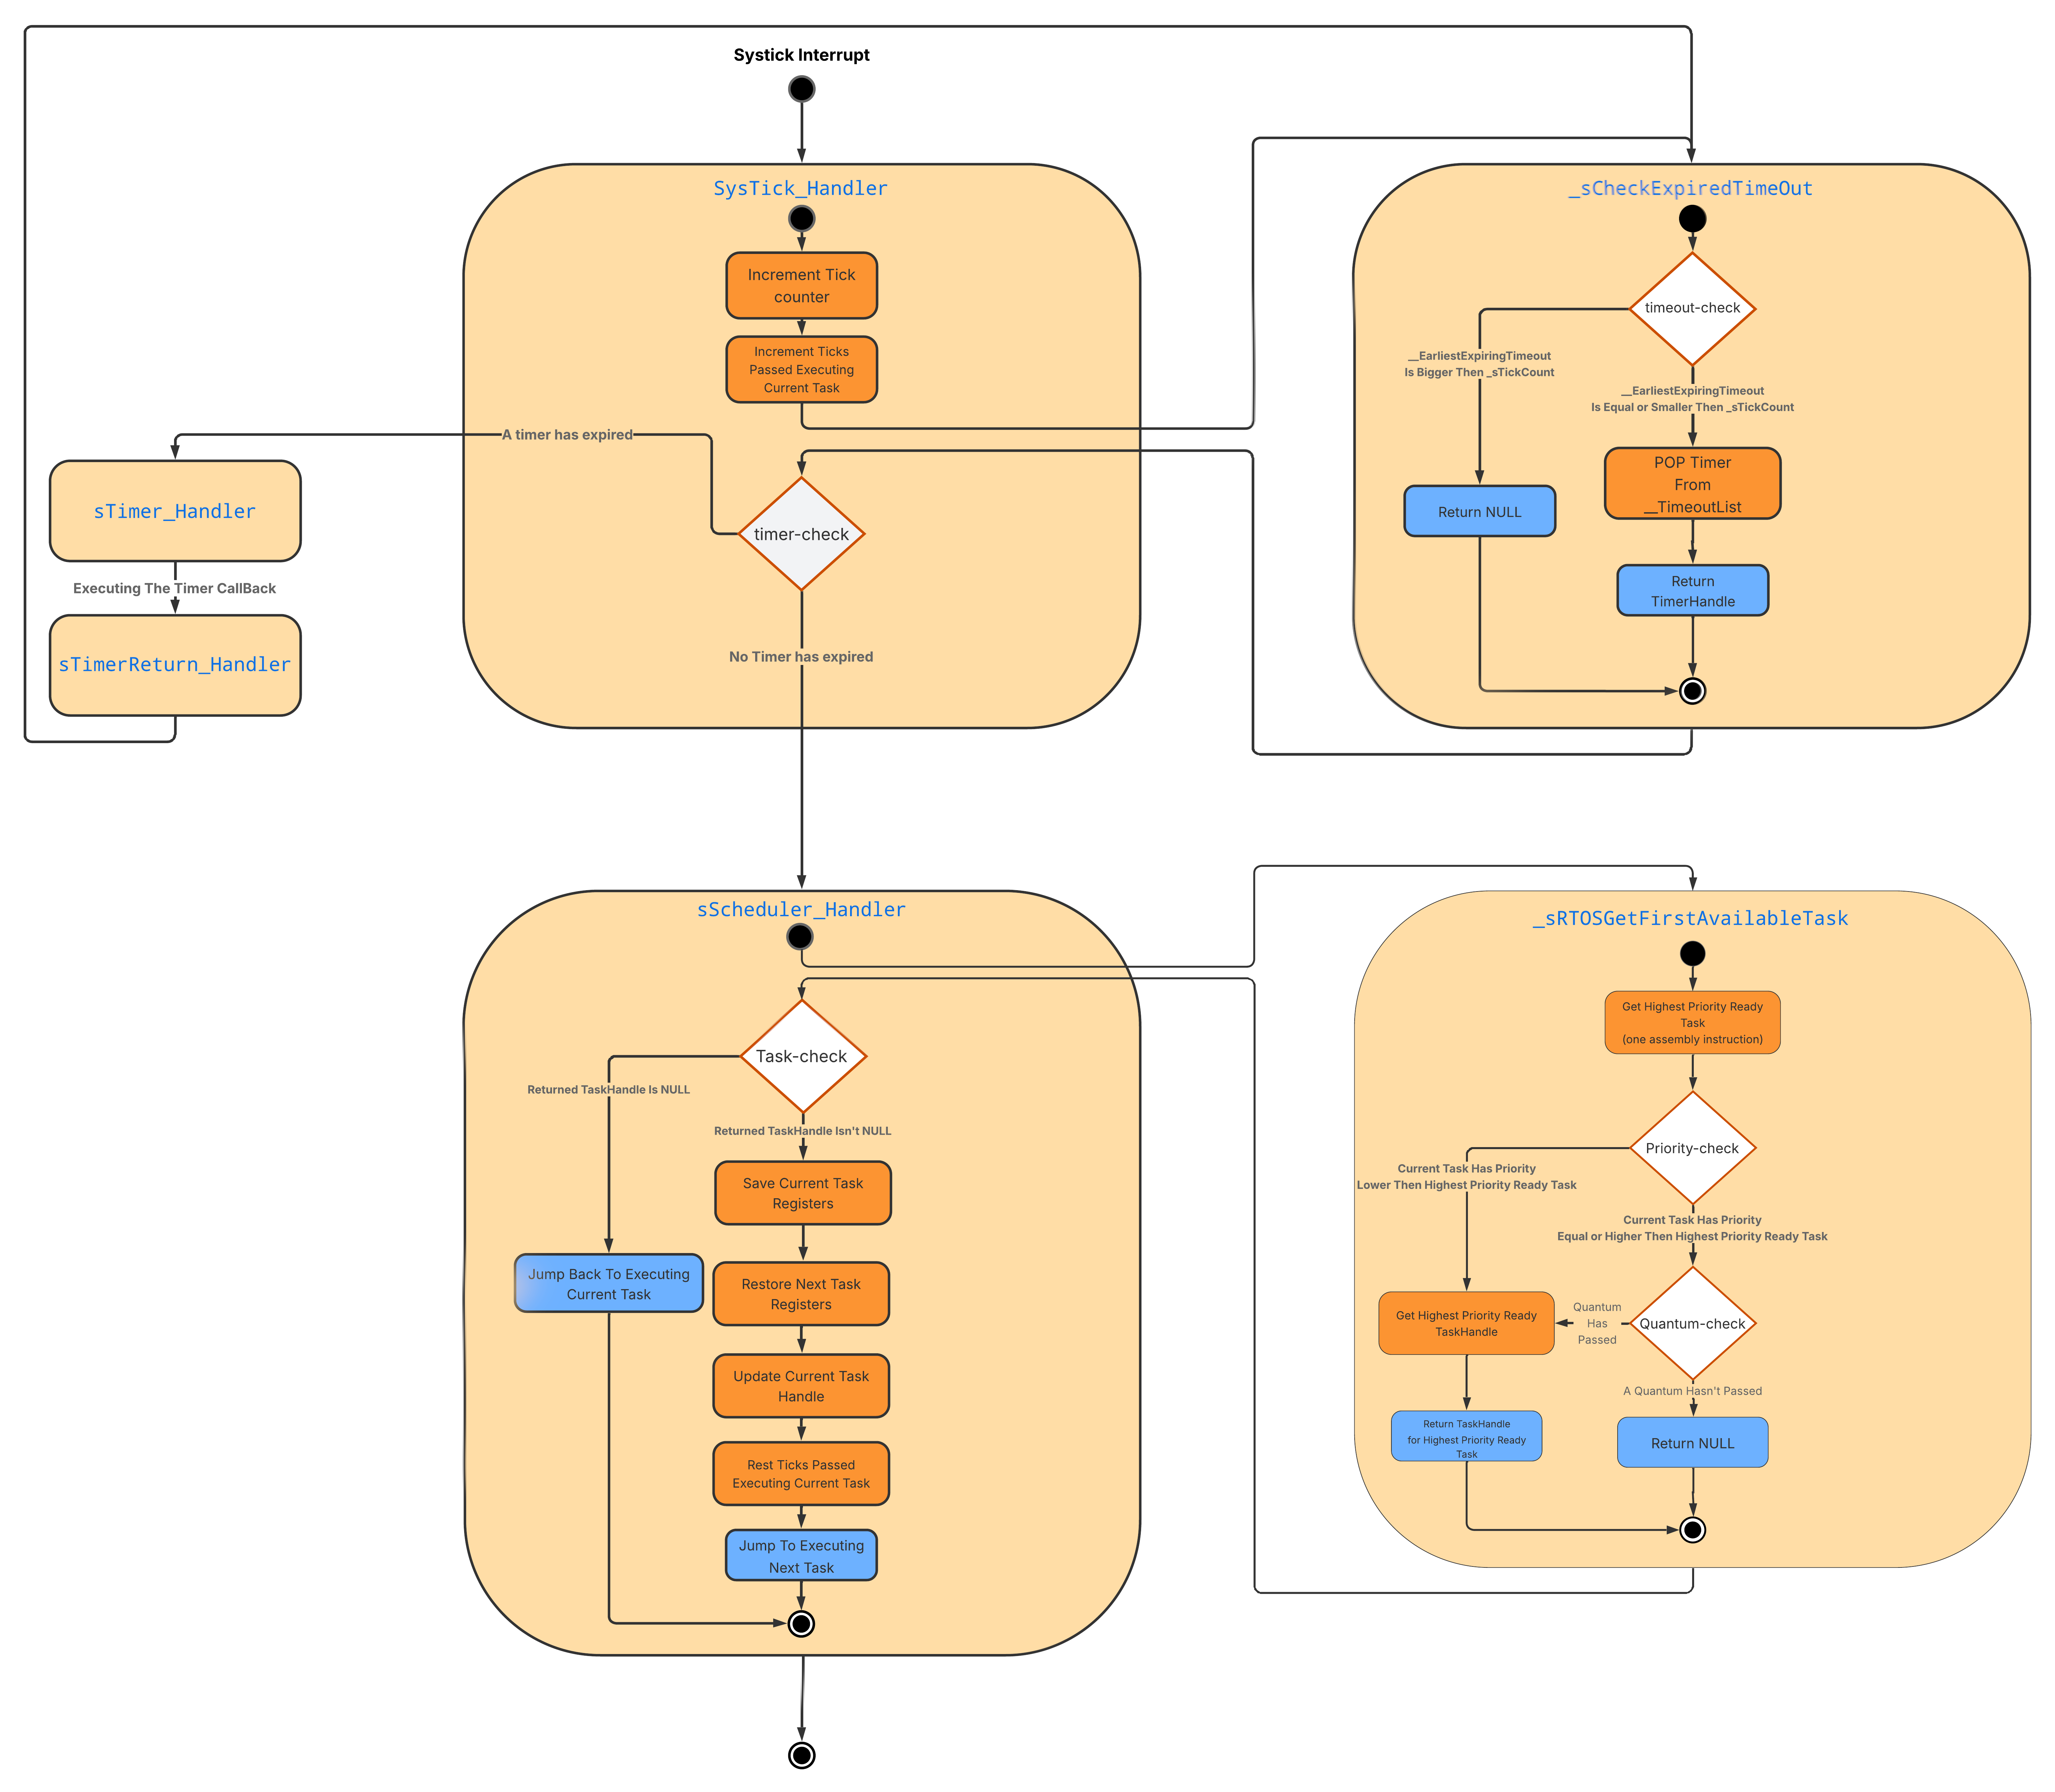 Systick Interrupt
SysTick_Handler
Increment Tick
counter
Increment Ticks
Passed Executing
Current Task
A timer has expired
timer-check
No Timer has expired
sTimer_Handler
Executing The Timer CallBack
sTimerReturn_Handler
_sCheckExpiredTimeOut
timeout-check
__EarliestExpiringTimeout
Is Bigger Then _sTickCount
__EarliestExpiringTimeout
Is Equal or Smaller Then _sTickCount
POP Timer
From
__TimeoutList
Return NULL
Return
TimerHandle
sScheduler_Handler
Task-check
Returned TaskHandle Is NULL
Returned TaskHandle Isn't NULL
Save Current Task
Registers
Jump Back To Executing
Current Task
Restore Next Task
Registers
Update Current Task
Handle
Rest Ticks Passed
Executing Current Task
Jump To Executing
Next Task
_sRTOSGetFirstAvailableTask
Get Highest Priority Ready
Task
(one assembly instruction)
Priority-check
Current Task Has Priority
Lower Then Highest Priority Ready Task
Current Task Has Priority
Equal or Higher Then Highest Priority Ready Task
Get Highest Priority Ready
TaskHandle
Quantum
Has
Passed
Quantum-check
A Quantum Hasn't Passed
Return TaskHandle
for Highest Priority Ready
Task
Return NULL